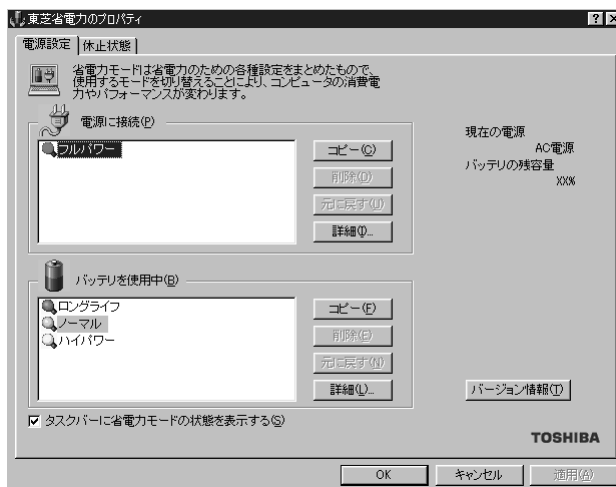 東芝省電力のプロパティ
電源設定
休止状態
省電力モードは省電力のための各種設定をまとめたもので、
使用するモードを切り替えることにより、コンピュータの消費電
力やパフォーマンスが変わります。
電源に接続(P)
フルパワー
コピー(C)
削除(O)
元に戻す(U)
詳細(I)...
現在の電源
AC電源
バッテリの残容量
XX%
バッテリを使用中(B)
ロングライフ
ノーマル
ハイパワー
コピー(F)
削除(E)
元に戻す(N)
詳細(L)...
バージョン情報(T)
タスクバーに省電力モードの状態を表示する(S)
TOSHIBA
OK
キャンセル
適用(A)